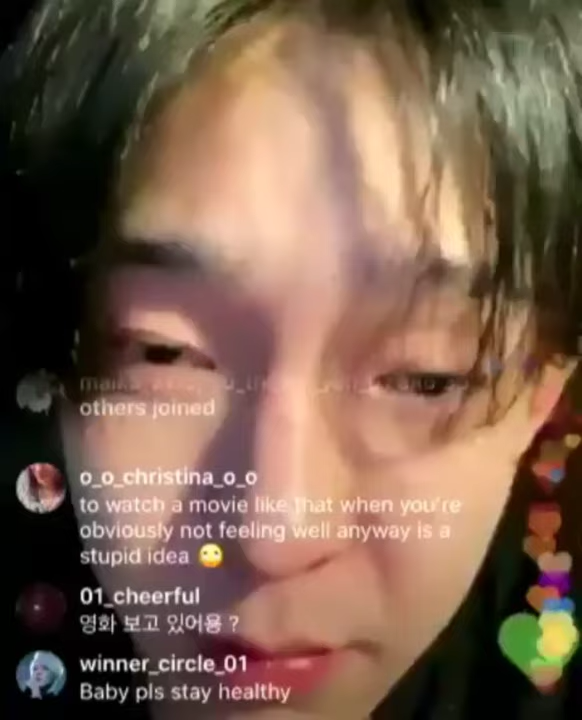 others joined
o_o_christina_o_o
to watch a movie like that when you're
obviously not feeling well anyway is a
stupid idea 🙄
01_cheerful
영화 보고 있어용 ?
winner_circle_01
Baby pls stay healthy